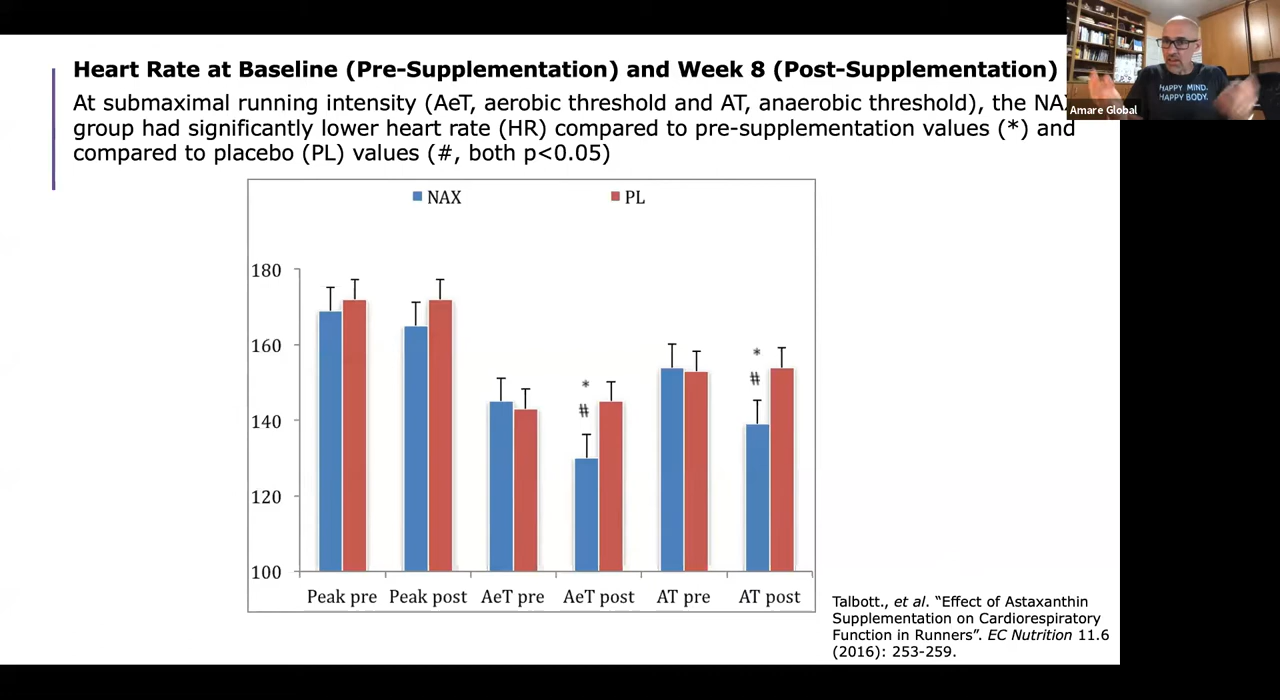 Heart Rate at Baseline (Pre-Supplementation) and Week 8 (Post-Supplementation)
At submaximal running intensity (AeT, aerobic threshold and AT, anaerobic threshold), the
group had significantly lower heart rate (HR) compared to pre-supplementation values (*) and
compared to placebo (PL) values (#, both p<0.05)
HAPPY MIND.
HAPPY BODY.
Amare Global
NAX PL
180
160
140
120
100
*
#
*
#
Peak pre Peak post AeT pre AeT post AT pre AT post
Talbott., et al. “Effect of Astaxanthin
Supplementation on Cardiorespiratory
Function in Runners”. EC Nutrition 11.6
(2016): 253-259.